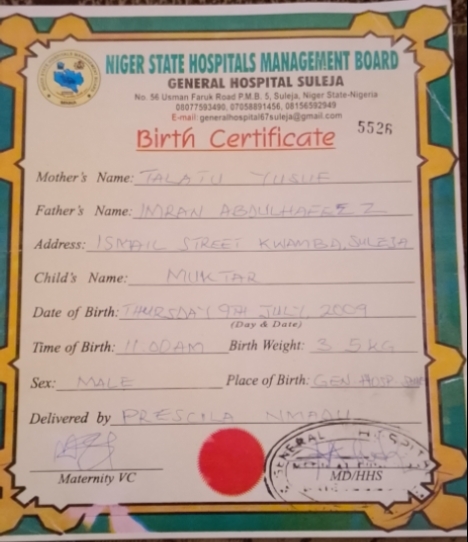 NIGER STATE HOSPITALS MANAGEMENT BOARD
GENERAL HOSPITAL SULEJA
No. 56 Usman Faruk Road P.M.B. 5, Suleja, Niger State-Nigeria
08077583490, 07058891456, 08156592949
E-mail: generalhospital67suleja@gmail.com
Birth Certificate 5526
Mother's Name: TALATU YUSUF
Father's Name: IMRAN ABDULHAFEEZ
Address: ISMAIL STREET KWAMBA, SULEJA
Child's Name: MUKTAR
Date of Birth: THURSDAY 9TH JULY, 2009
(Day & Date)
Time of Birth: 11:00AM Birth Weight: 3.5KG
Sex: MALE Place of Birth: GEN. HOSP.
Delivered by PRESCILA NMADU
GENERAL
Maternity VC MD/HHS